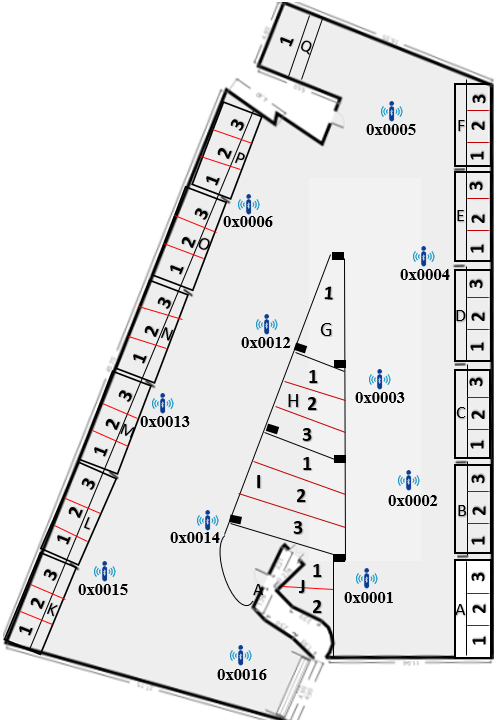 1 Q
0x0005
F 3
2
1
3
2
1 P
0x0006
E 3
2
1
3
2
1 O
0x0004
1
G
D 3
2
1
0x0012
3
2
1 N
0x0003
1
H 2
3
C 3
2
1
0x0013
3
2
1 M
1
I 2
3
0x0002
B 3
2
1
3
2
1 L
0x0014
0x0015
3
2
1 K
A
1
J
2
0x0001
A 3
2
1
0x0016